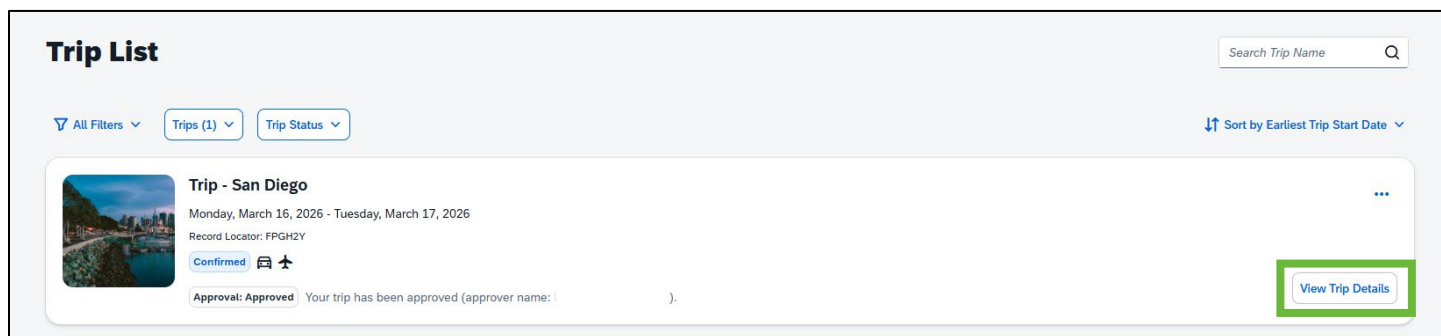 Trip List
Search Trip Name
All Filters Trips (1) Trip Status Sort by Earliest Trip Start Date
Trip - San Diego
Monday, March 16, 2026 - Tuesday, March 17, 2026
Record Locator: FPGH2Y
Confirmed
View Trip Details
Approval: Approved Your trip has been approved (approver name: ).